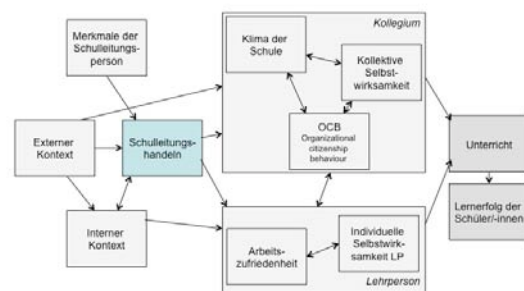 Kollegium
Merkmale der
Schulleitungs-
person
Klima der
Schule
Kollektive
Selbst-
wirksamkeit
OCB
Organizational
citizenship
behaviour
Externer
Kontext
Schulleitungs-
handeln
Unterricht
Interner
Kontext
Arbeits-
zufriedenheit
Individuelle
Selbstwirk-
samkeit LP
Lehrperson
Lernerfolg der
Schüler/-innen